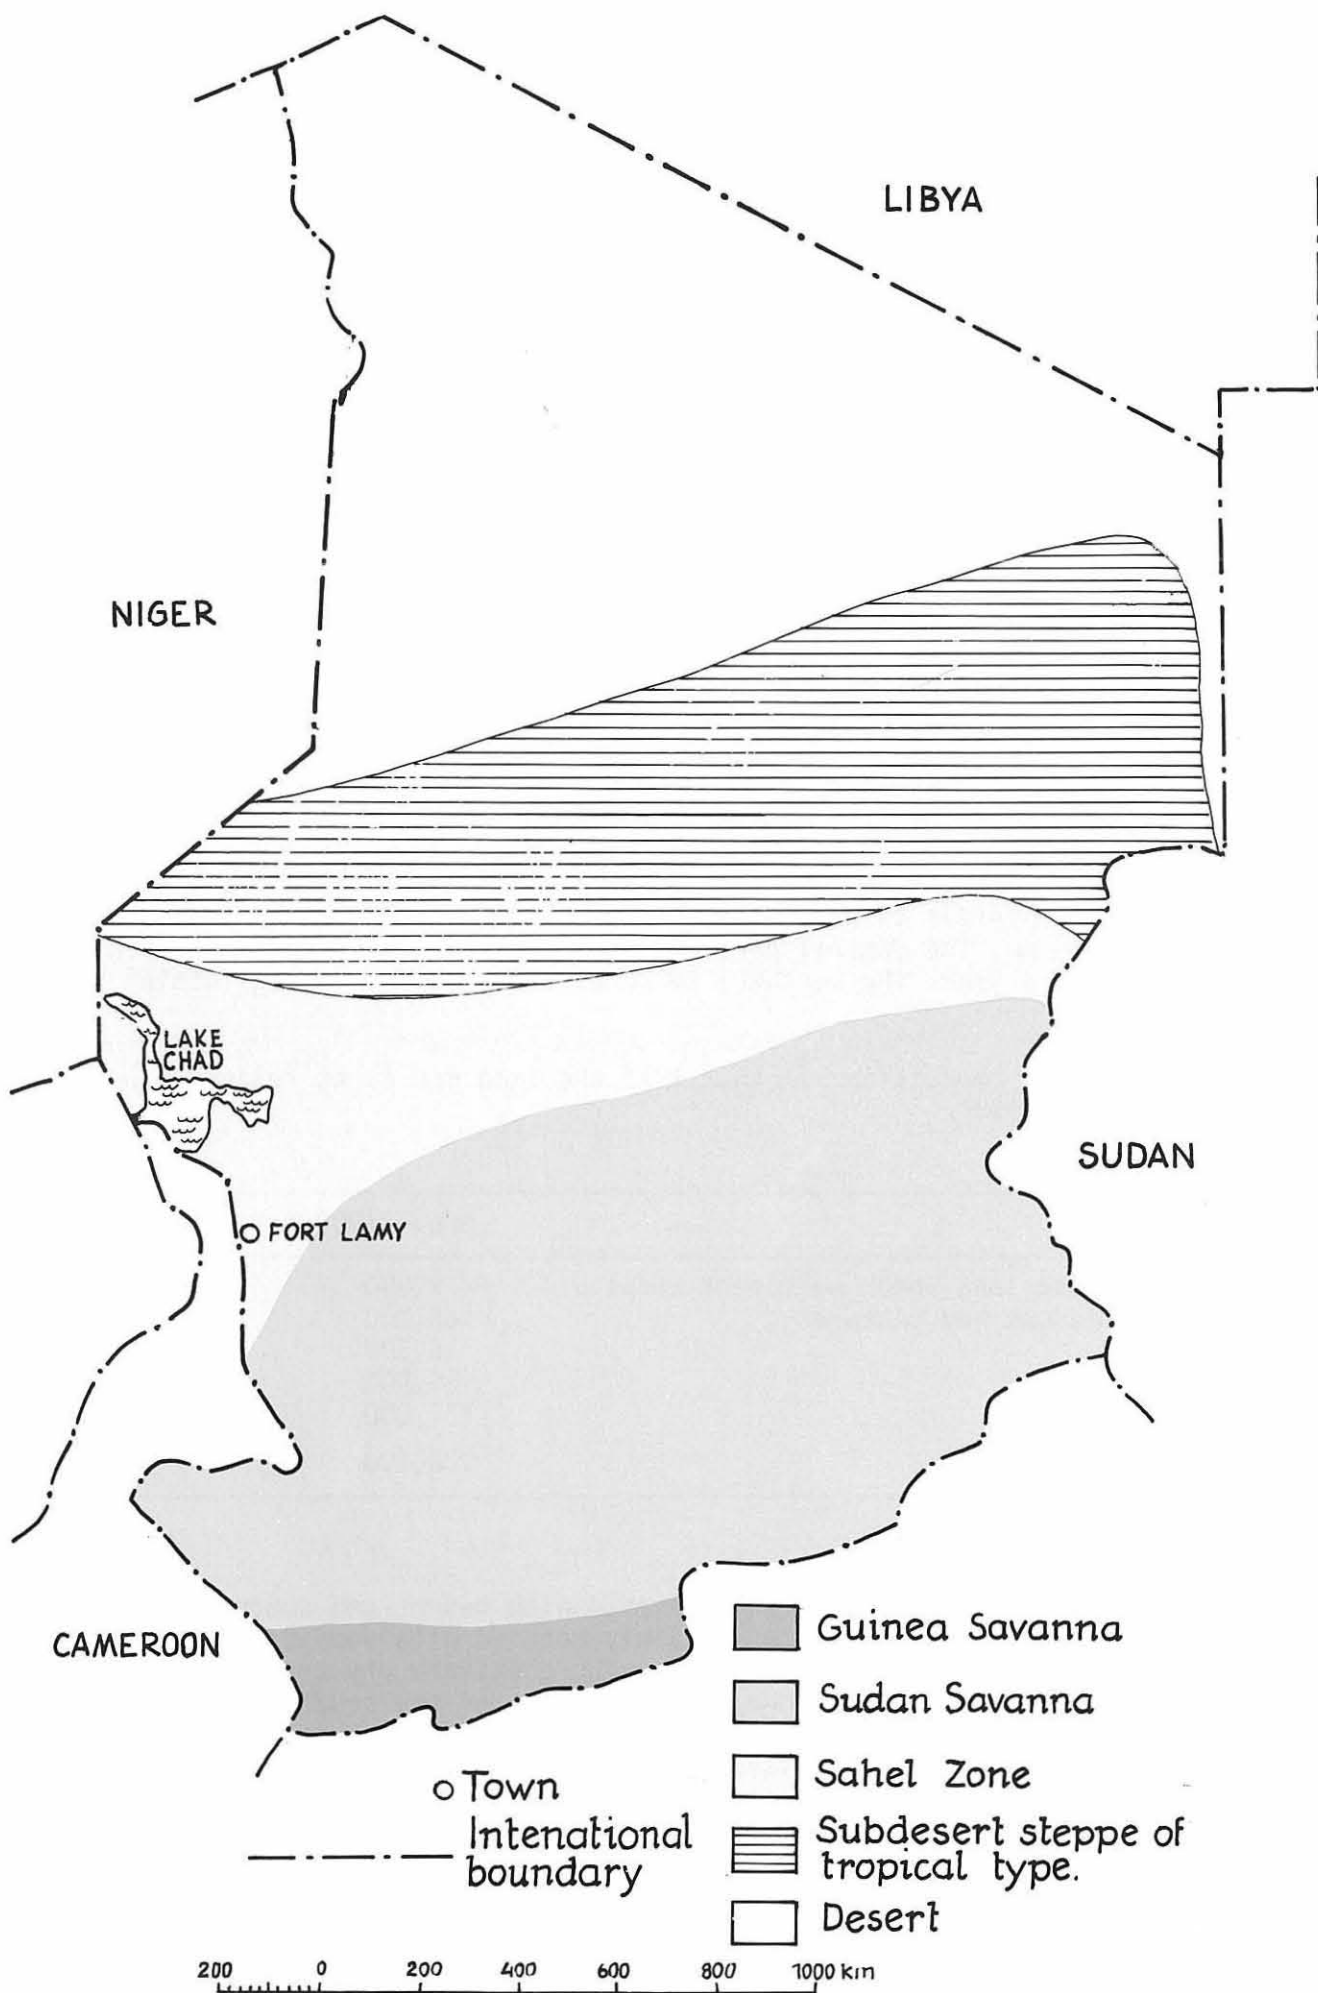 LIBYA
NIGER
LAKE
CHAD
SUDAN
FORT LAMY
CAMEROON
Guinea Savanna
Sudan Savanna
Sahel Zone
Subdesert steppe of
tropical type.
Desert
Town
Intenational
boundary
200 0 200 400 600 800 1000 km